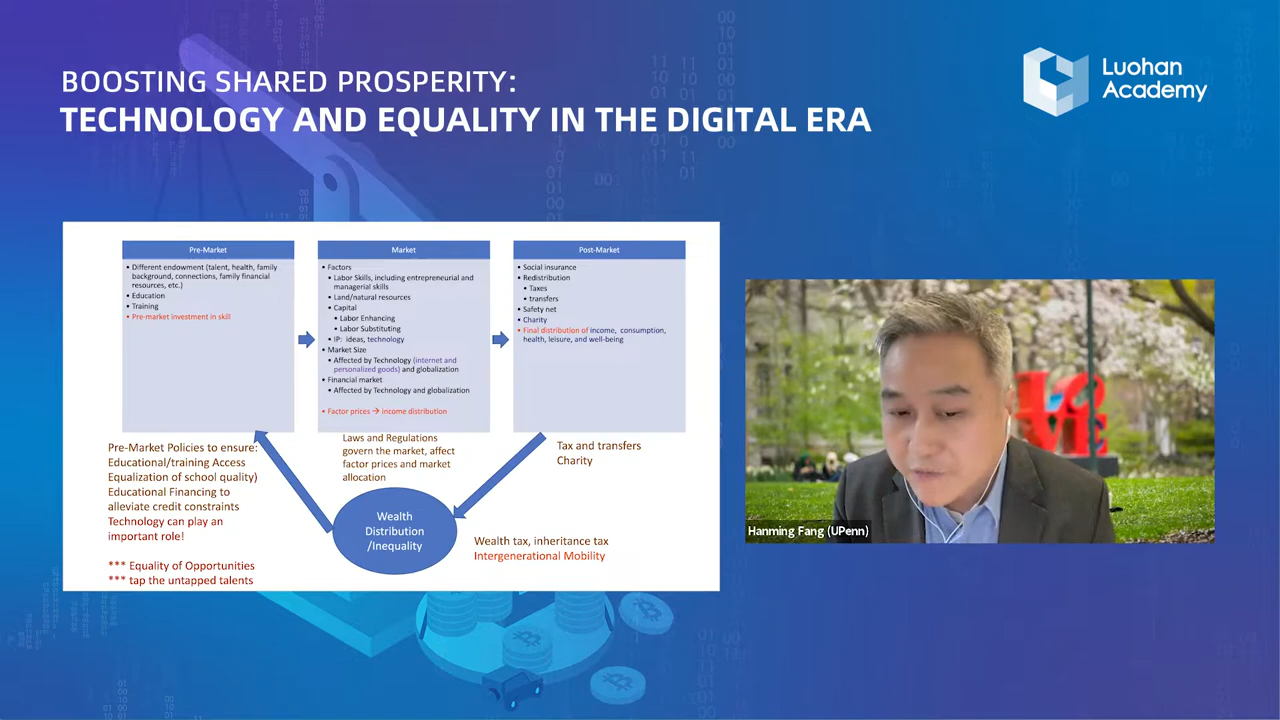 BOOSTING SHARED PROSPERITY:
TECHNOLOGY AND EQUALITY IN THE DIGITAL ERA
Luohan
Academy
Pre-Market
• Different endowment (talent, health, family
background, connections, family financial
resources, etc.)
• Education
• Training
• Pre-market investment in skill
Market
• Factors
• Labor Skills, including entrepreneurial and
managerial skills
• Land/natural resources
• Capital
• Labor Enhancing
• Labor Substituting
• IP: ideas, technology
• Market Size
• Affected by Technology (internet and
personalized goods) and globalization
• Financial market
• Affected by Technology and globalization
• Factor prices → income distribution
Post-Market
• Social insurance
• Redistribution
• Taxes
• transfers
• Safety net
• Charity
• Final distribution of income, consumption,
health, leisure, and well-being
Pre-Market Policies to ensure:
Educational/training Access
Equalization of school quality)
Educational Financing to
alleviate credit constraints
Technology can play an
important role!
*** Equality of Opportunities
*** tap the untapped talents
Laws and Regulations
govern the market, affect
factor prices and market
allocation
Wealth
Distribution
/Inequality
Tax and transfers
Charity
Wealth tax, inheritance tax
Intergenerational Mobility
LOVE
Hanming Fang (UPenn)